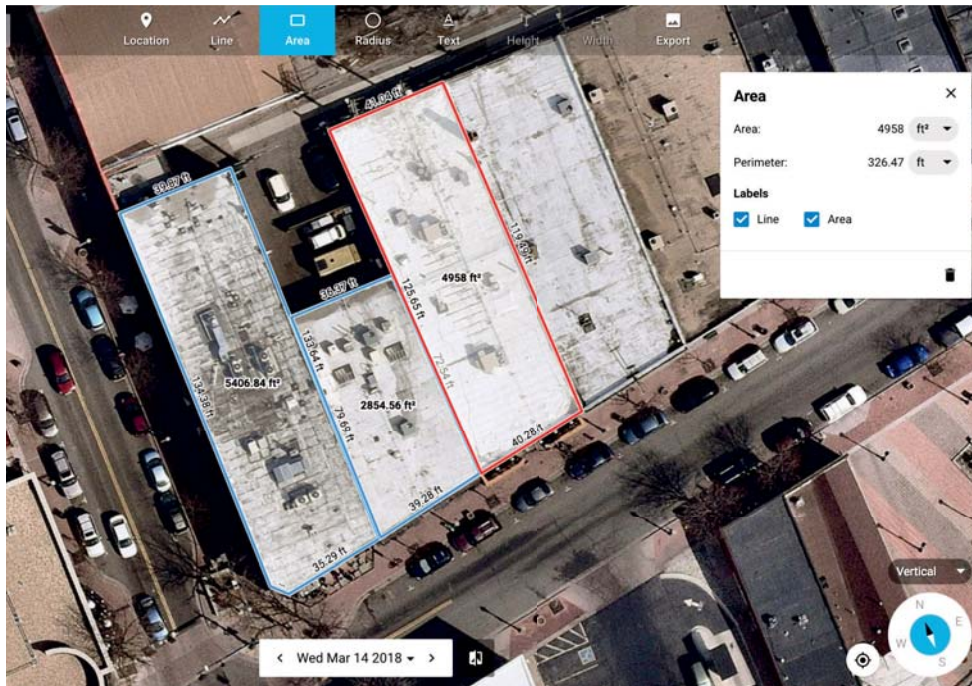 Location
Line
Area
Radius
Text
Height
Width
Export
Area
Area: 4958 ft²
Perimeter: 326.47 ft
Labels
Line Area
41.04 ft
39.87 ft
119.49 ft
4958 ft²
36.37 ft
125.65 ft
133.64 ft
72.54 ft
5406.84 ft²
134.38 ft
2854.56 ft²
79.69 ft
40.28 ft
39.28 ft
35.29 ft
Vertical
N
E
W
S
Wed Mar 14 2018